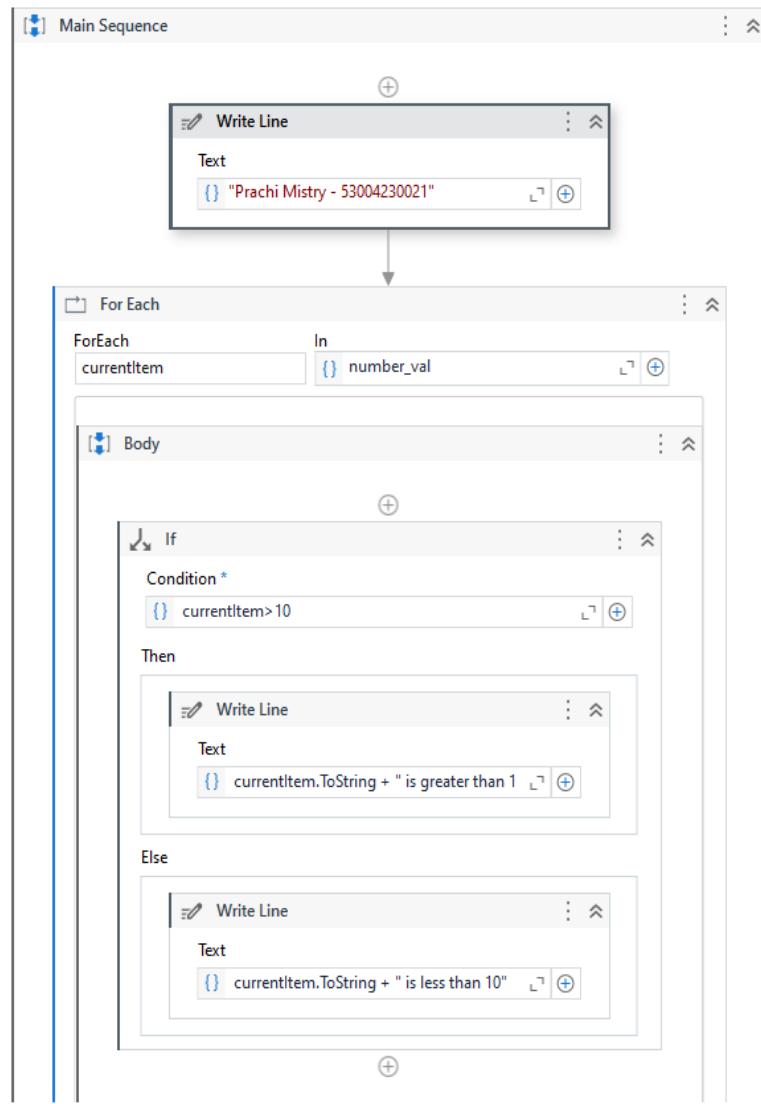 Main Sequence
Write Line
Text
"Prachi Mistry - 53004230021"
For Each
ForEach In
currentItem number_val
Body
If
Condition *
currentItem>10
Then
Write Line
Text
currentItem.ToString + " is greater than 1
Else
Write Line
Text
currentItem.ToString + " is less than 10"